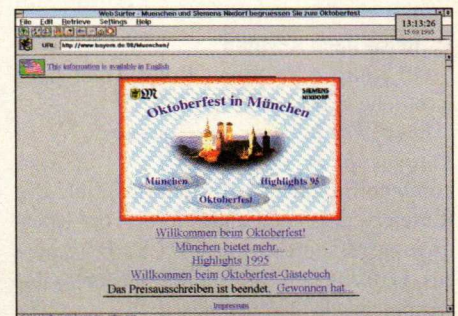 WebSurfer - Muenchen und Siemens Nixdorf begruessen Sie zum Oktoberfest
File Edit Retrieve Settings Help
13:13:26
15 09 1995
URL http://www.bayern.de:80/Muenchen/
This information is available in English
SIEMENS
NIXDORF
Oktoberfest in München
München
Highlights 95
Oktoberfest
Willkommen beim Oktoberfest!
München bietet mehr...
Highlights 1995
Willkommen beim Oktoberfest-Gästebuch
Das Preisausschreiben ist beendet. Gewonnen hat...
Impressum